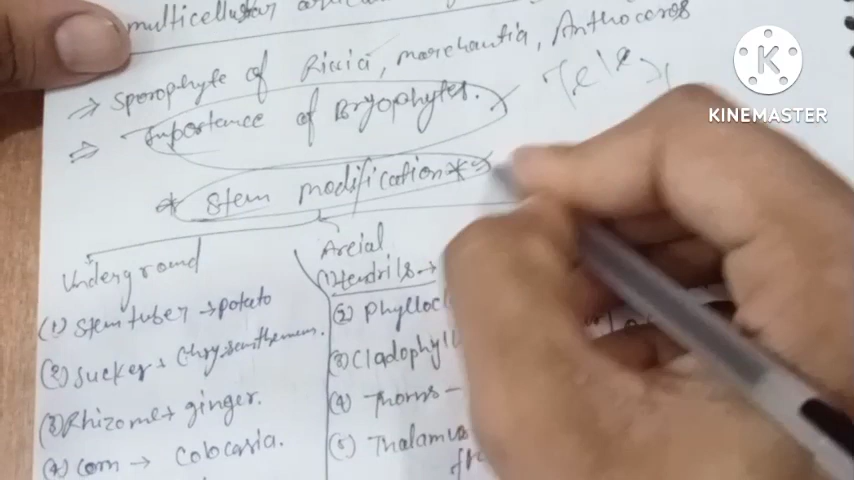 multicellular
⇒ Sporophyte of Riccia, marchantia, Anthoceros
⇒ Importance of Bryophytes.
* Stem modification *
Underground
(1) Stem tuber → potato
(2) Sucker → Chrysanthemum.
(3) Rhizome → ginger.
(4) Corm → Colocasia.
Areial
(1) Tendrils →
(2) Phyllocl
(3) Cladophyll
(4) Thorns –
(5) Thalamus
KINEMASTER